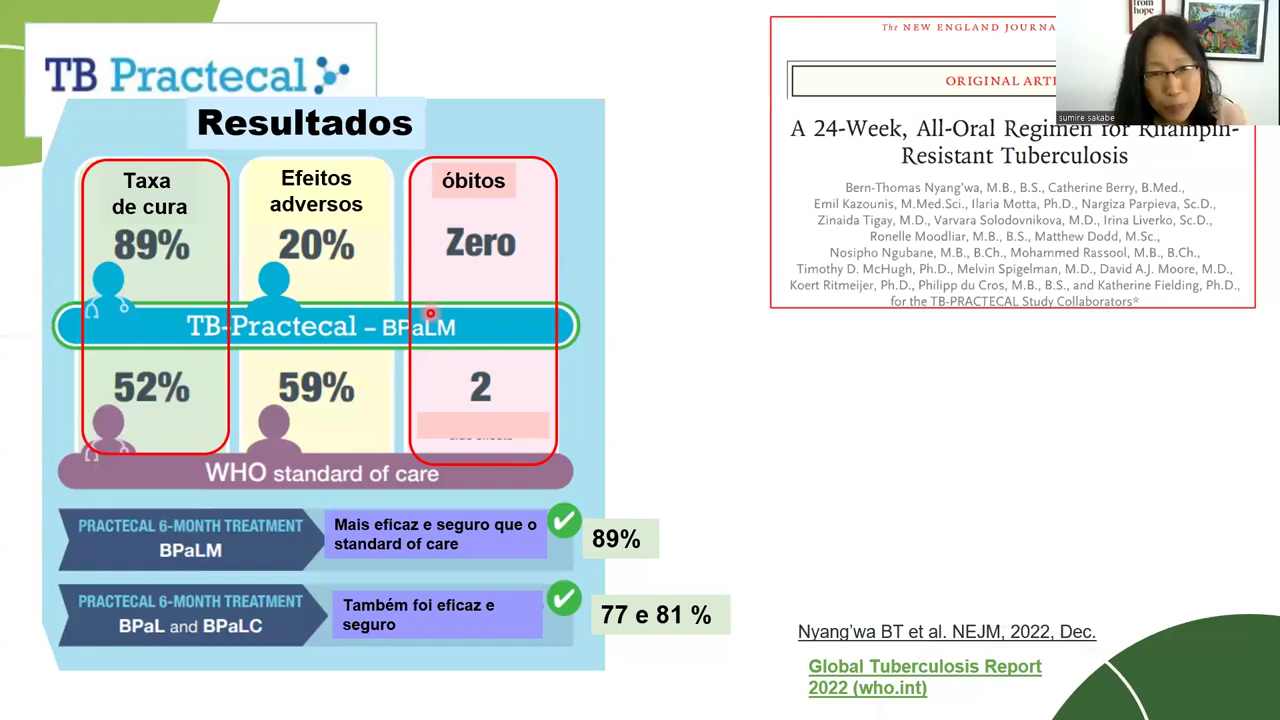 TB Practecal
Resultados
Taxa
de cura
89%
Efeitos
adversos
20%
óbitos
Zero
TB-Practecal – BPaLM
52%
59%
2
WHO standard of care
PRACTECAL 6-MONTH TREATMENT
BPaLM
Mais eficaz e seguro que o
standard of care
89%
PRACTECAL 6-MONTH TREATMENT
BPaL and BPaLC
Também foi eficaz e
seguro
77 e 81 %
The NEW ENGLAND JOURNA
ORIGINAL ARTI
A 24-Week, All-Oral Regimen for Rifampin-
Resistant Tuberculosis
Bern-Thomas Nyang'wa, M.B., B.S., Catherine Berry, B.Med.,
Emil Kazounis, M.Med.Sci., Ilaria Motta, Ph.D., Nargiza Parpieva, Sc.D.,
Zinaida Tigay, M.D., Varvara Solodovnikova, M.D., Irina Liverko, Sc.D.,
Ronelle Moodliar, M.B., B.S., Matthew Dodd, M.Sc.,
Nosipho Ngubane, M.B., B.Ch., Mohammed Rassool, M.B., B.Ch.,
Timothy D. McHugh, Ph.D., Melvin Spigelman, M.D., David A.J. Moore, M.D.,
Koert Ritmeijer, Ph.D., Philipp du Cros, M.B., B.S., and Katherine Fielding, Ph.D.,
for the TB-PRACTECAL Study Collaborators*
from
hope
sumire sakabe
Nyang'wa BT et al. NEJM, 2022, Dec.
Global Tuberculosis Report
2022 (who.int)